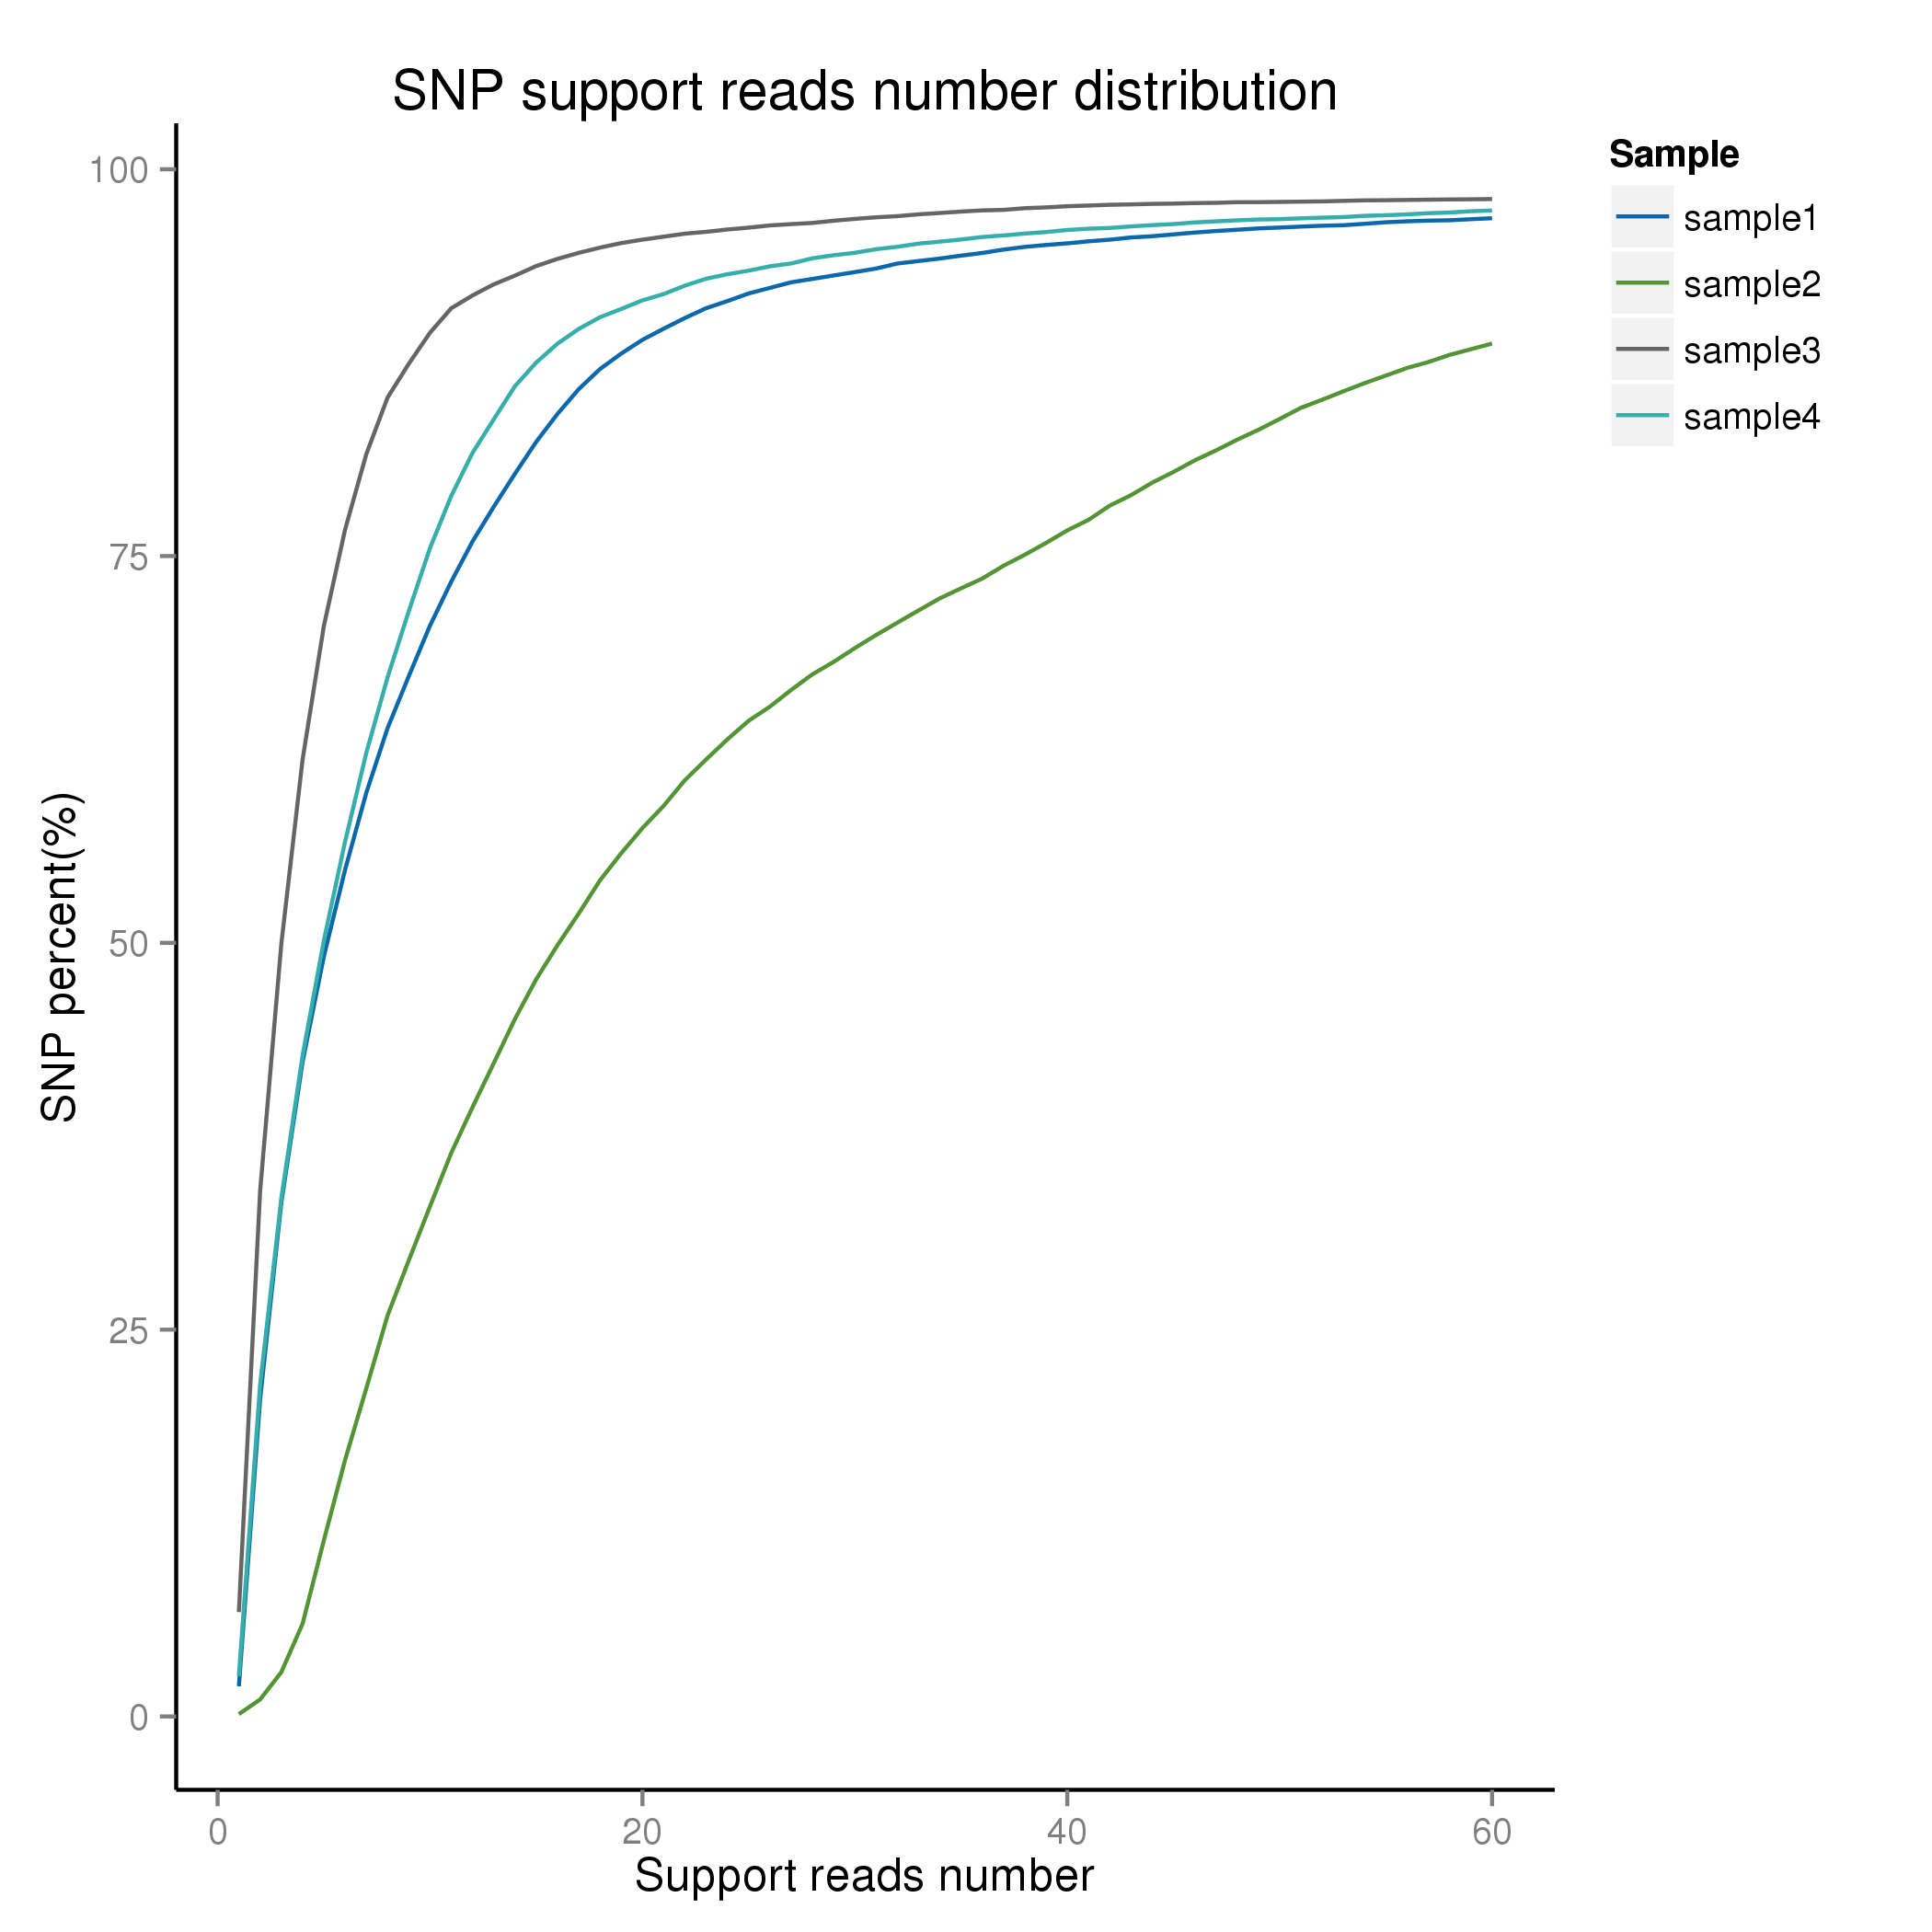 SNP support reads number distribution
Sample
sample1
sample2
sample3
sample4
SNP percent(%)
100
75
50
25
0
0 20 40 60
Support reads number